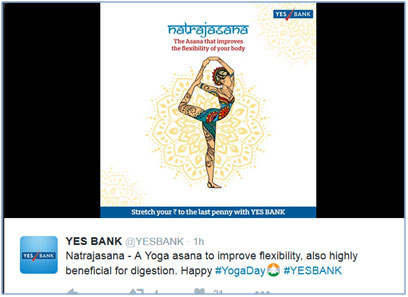 YES BANK
natrajasana
The Asana that improves
the flexibility of your body
Stretch your ₹ to the last penny with YES BANK
YES BANK
YES BANK @YESBANK · 1h
Natrajasana - A Yoga asana to improve flexibility, also highly
beneficial for digestion. Happy #YogaDay #YESBANK